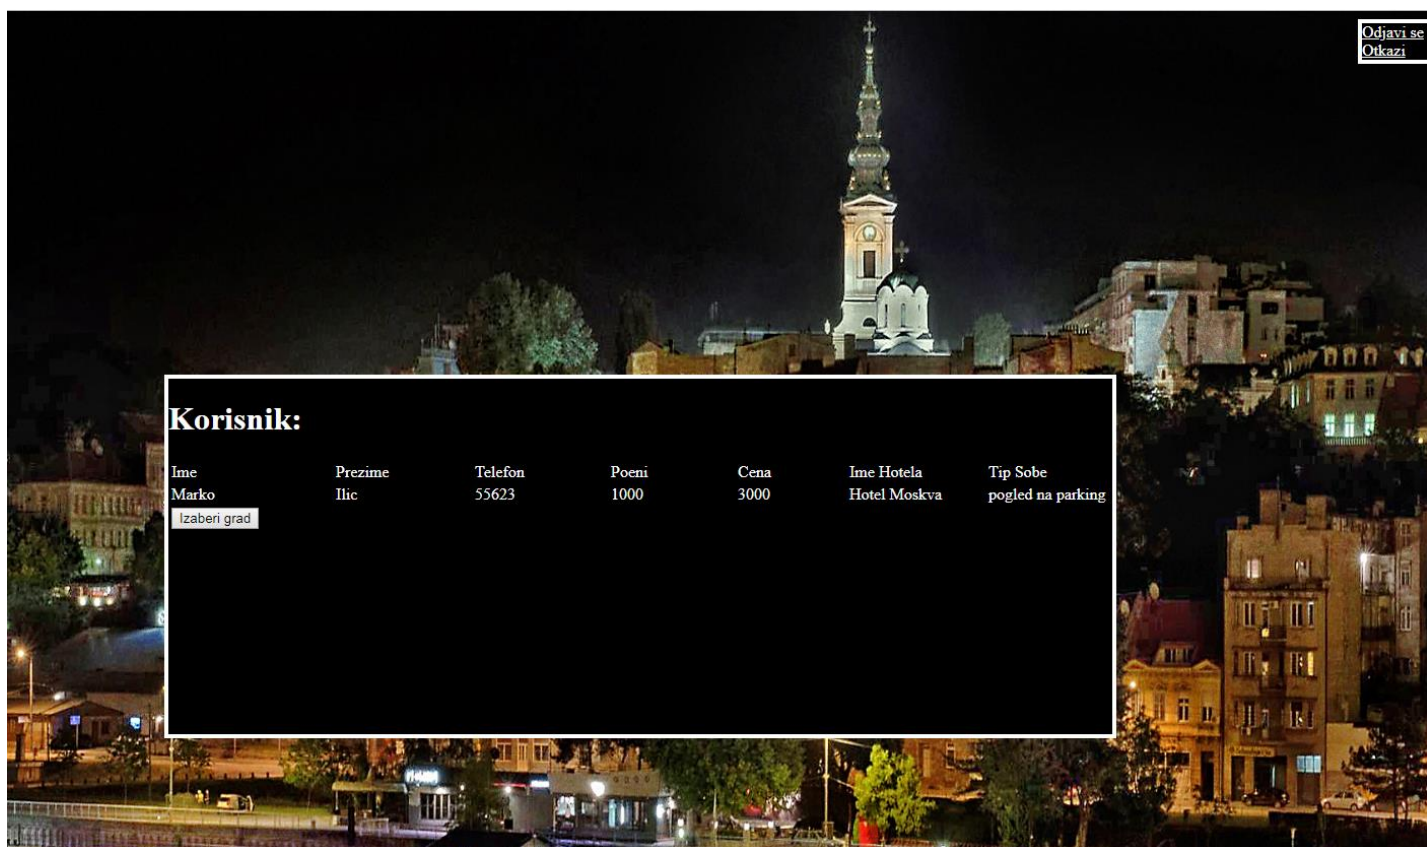 Odjavi se
Otkazi
Korisnik:
Ime Prezime Telefon Poeni Cena Ime Hotela Tip Sobe
Marko Ilic 55623 1000 3000 Hotel Moskva pogled na parking
Izaberi grad